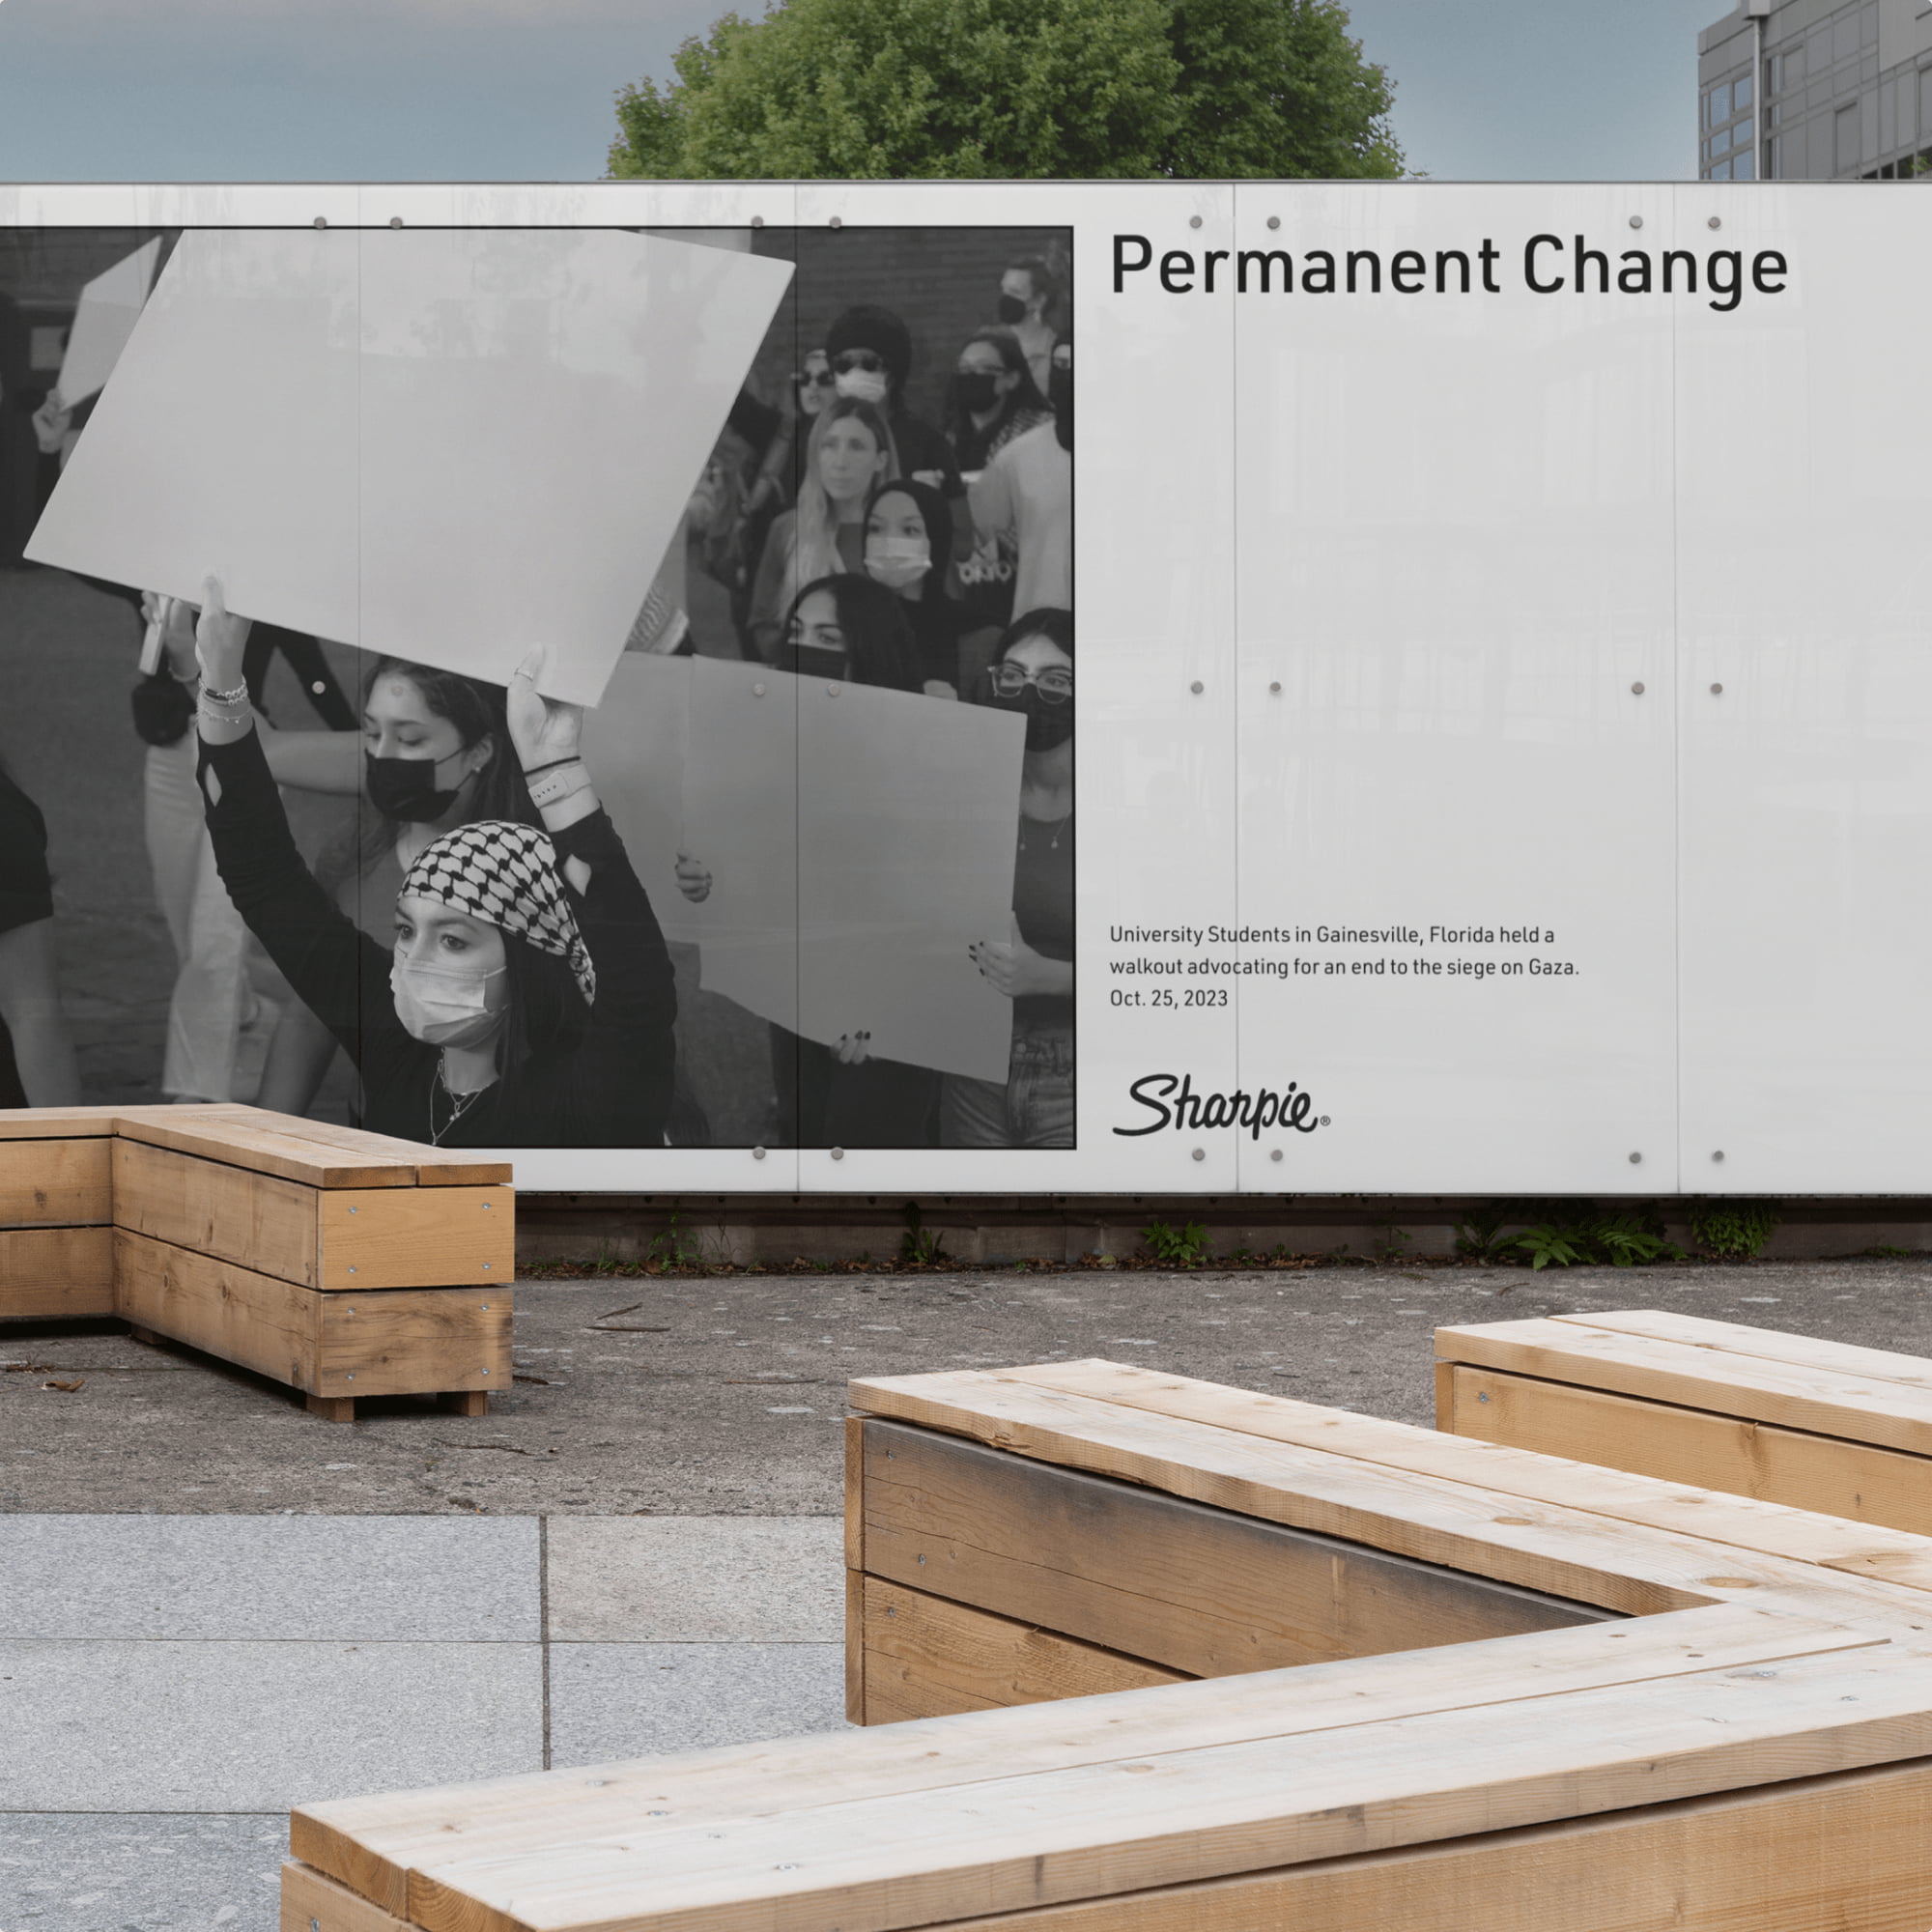 Permanent Change
University Students in Gainesville, Florida held a
walkout advocating for an end to the siege on Gaza.
Oct. 25, 2023
Sharpie®